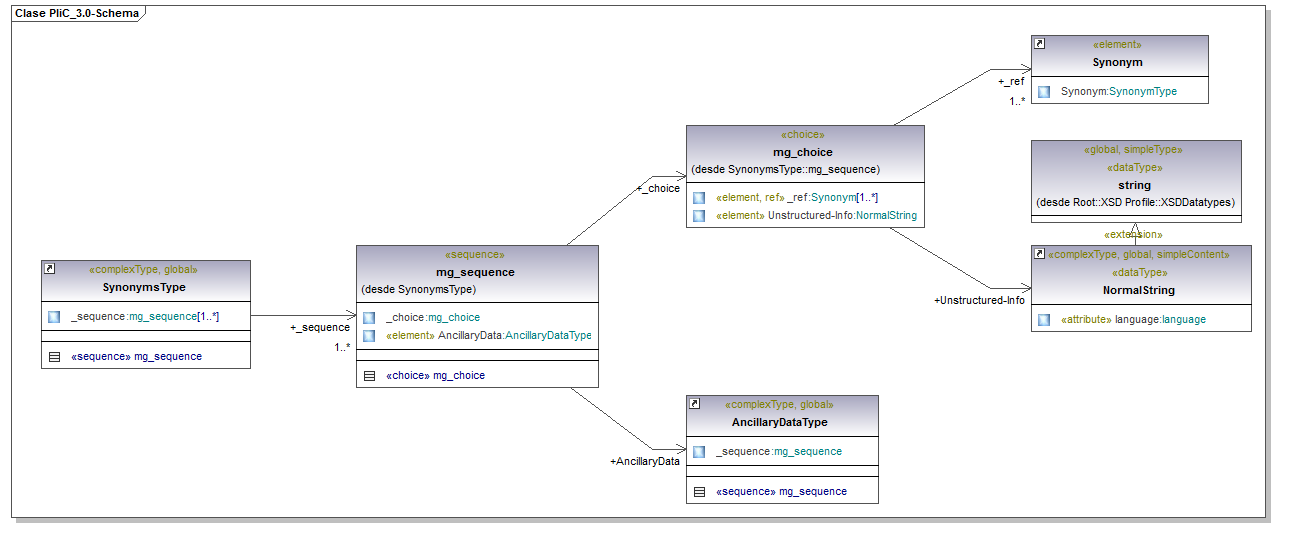 Clase PliC_3.0-Schema
«complexType, global»
SynonymsType
_sequence:mg_sequence[1..*]
«sequence» mg_sequence
+_sequence
1..*
«sequence»
mg_sequence
(desde SynonymsType)
_choice:mg_choice
«element» AncillaryData:AncillaryDataType
«choice» mg_choice
+_choice
«choice»
mg_choice
(desde SynonymsType::mg_sequence)
«element, ref» _ref:Synonym[1..*]
«element» Unstructured-Info:NormalString
+_ref
1..*
«element»
Synonym
Synonym:SynonymType
«global, simpleType»
«dataType»
string
(desde Root::XSD Profile::XSDDatatypes)
«extension»
+Unstructured-Info
«complexType, global, simpleContent»
«dataType»
NormalString
«attribute» language:language
+AncillaryData
«complexType, global»
AncillaryDataType
_sequence:mg_sequence
«sequence» mg_sequence